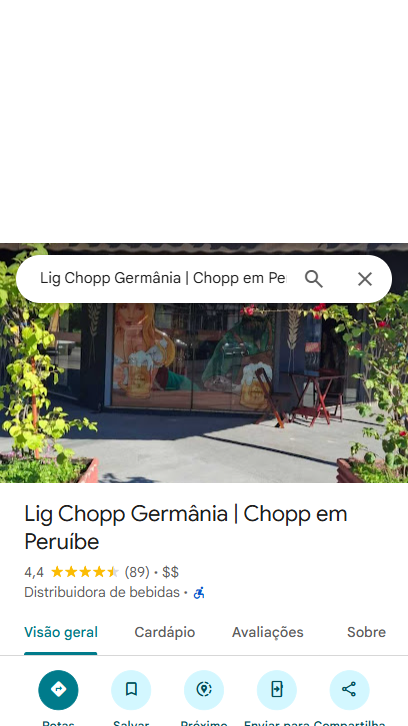 Lig Chopp Germânia | Chopp em Pe
Lig Chopp Germânia | Chopp em
Peruíbe
4,4 (89) • $$
Distribuidora de bebidas •
Visão geral Cardápio Avaliações Sobre
Rotas Salvar Próximo Enviar para Compartilha